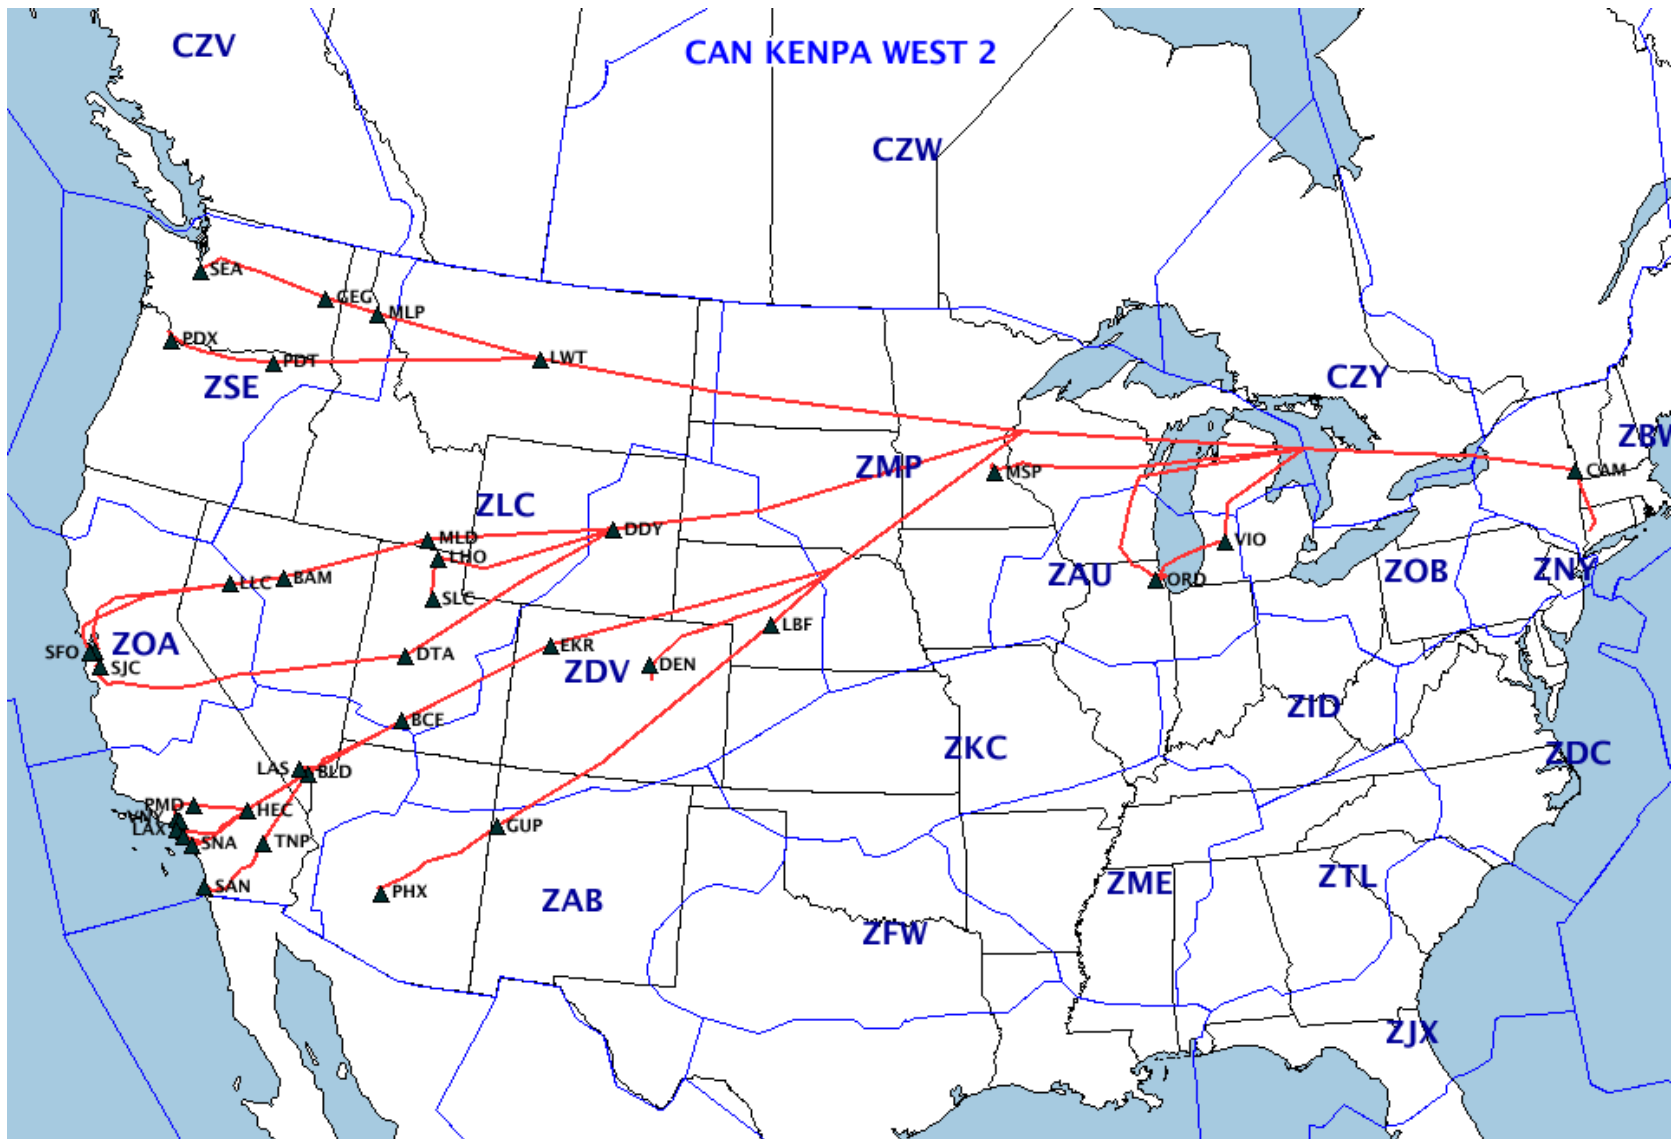 CZV
CAN KENPA WEST 2
CZW
SEA
GEG
MLP
PDX
PDT
LWT
ZSE
CZY
ZBW
ZMP
MSP
CAM
ZLC
DDY
MLD
LHO
VIO
LLC
BAM
SLC
ZAU
ORD
ZOB
ZNY
LBF
SFO
ZOA
SJC
DTA
EKR
ZDV
DEN
ZID
BCE
ZKC
ZDC
LAS
BLD
PMD
HEC
VNY
LAX
SNA
TNP
GUP
SAN
PHX
ZAB
ZME
ZTL
ZFW
ZJX